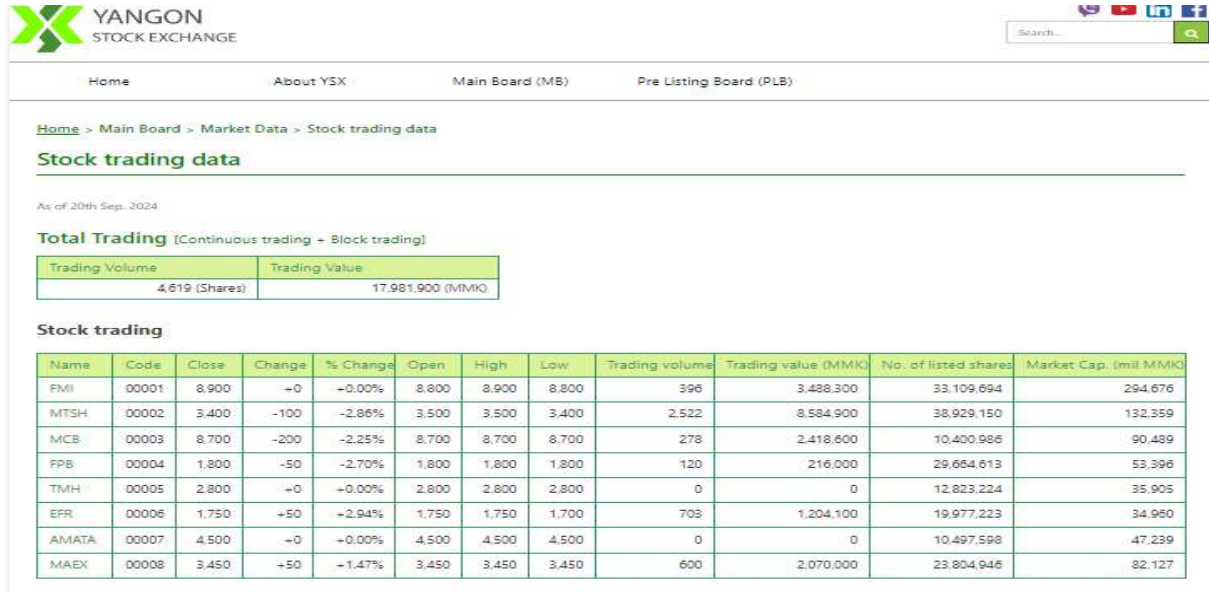 YANGON
STOCK EXCHANGE
Search...
Home About YSX Main Board (MB) Pre Listing Board (PLB)
Home > Main Board > Market Data > Stock trading data
Stock trading data
As of 20th Sep. 2024
Total Trading [Continuous trading + Block trading]
Trading Volume Trading Value
4,619 (Shares) 17,981,900 (MMK)
Stock trading
Name Code Close Change % Change Open High Low Trading volume Trading value (MMK) No. of listed shares Market Cap. (mil MMK)
FMI 00001 8,900 +0 +0.00% 8,800 8,900 8,800 396 3,488,300 33,109,694 294,676
MTSH 00002 3,400 -100 -2.86% 3,500 3,500 3,400 2,522 8,584,900 38,929,150 132,359
MCB 00003 8,700 -200 -2.25% 8,700 8,700 8,700 278 2,418,600 10,400,986 90,489
FPB 00004 1,800 -50 -2.70% 1,800 1,800 1,800 120 216,000 29,664,613 53,396
TMH 00005 2,800 +0 +0.00% 2,800 2,800 2,800 0 0 12,823,224 35,905
EFR 00006 1,750 +50 +2.94% 1,750 1,750 1,700 703 1,204,100 19,977,223 34,960
AMATA 00007 4,500 +0 +0.00% 4,500 4,500 4,500 0 0 10,497,598 47,239
MAEX 00008 3,450 +50 +1.47% 3,450 3,450 3,450 600 2,070,000 23,804,946 82,127